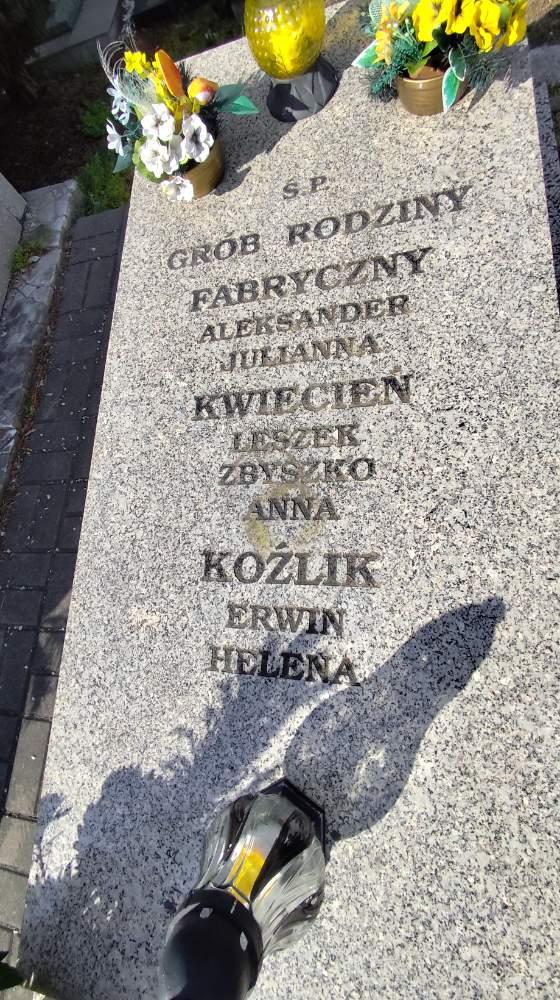 Ś.P.
GRÓB RODZINY
FABRYCZNY
ALEKSANDER
JULIANNA
KWIECIEŃ
LESZEK
ZBYSZKO
ANNA
KOŹLIK
ERWIN
HELENA